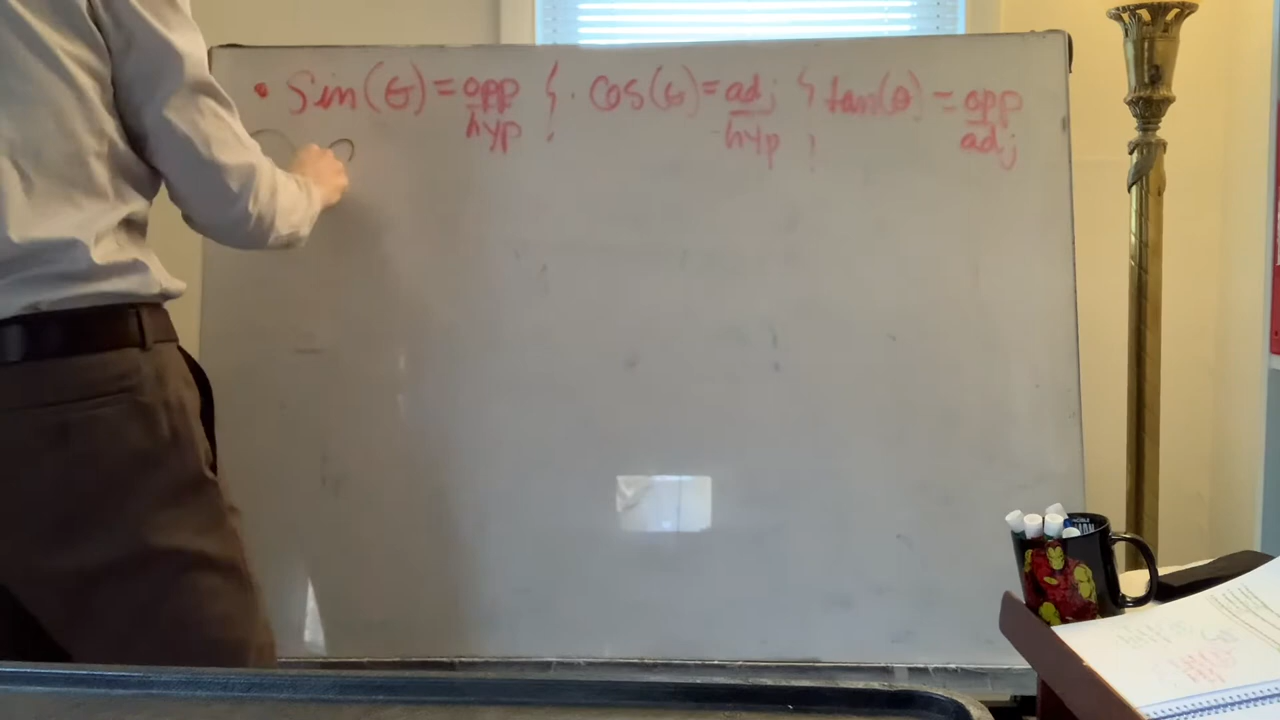 • Sin(θ) = opp/hyp { · cos(θ) = adj/hyp { tan(θ) = opp/adj